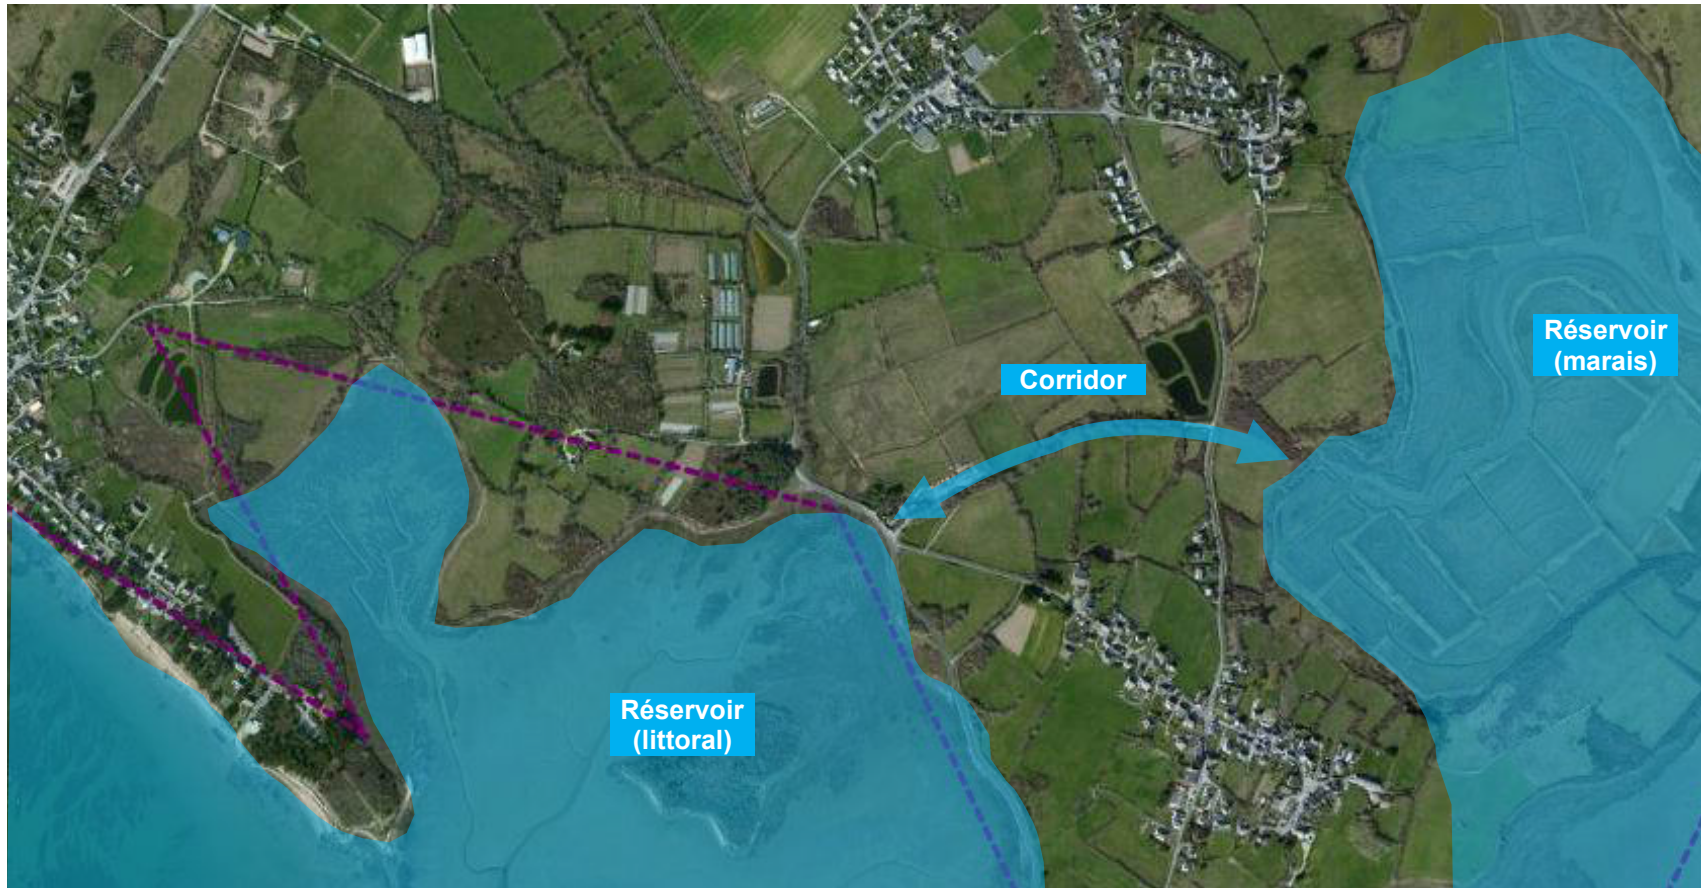 Réservoir
(marais)
Corridor
Réservoir
(littoral)